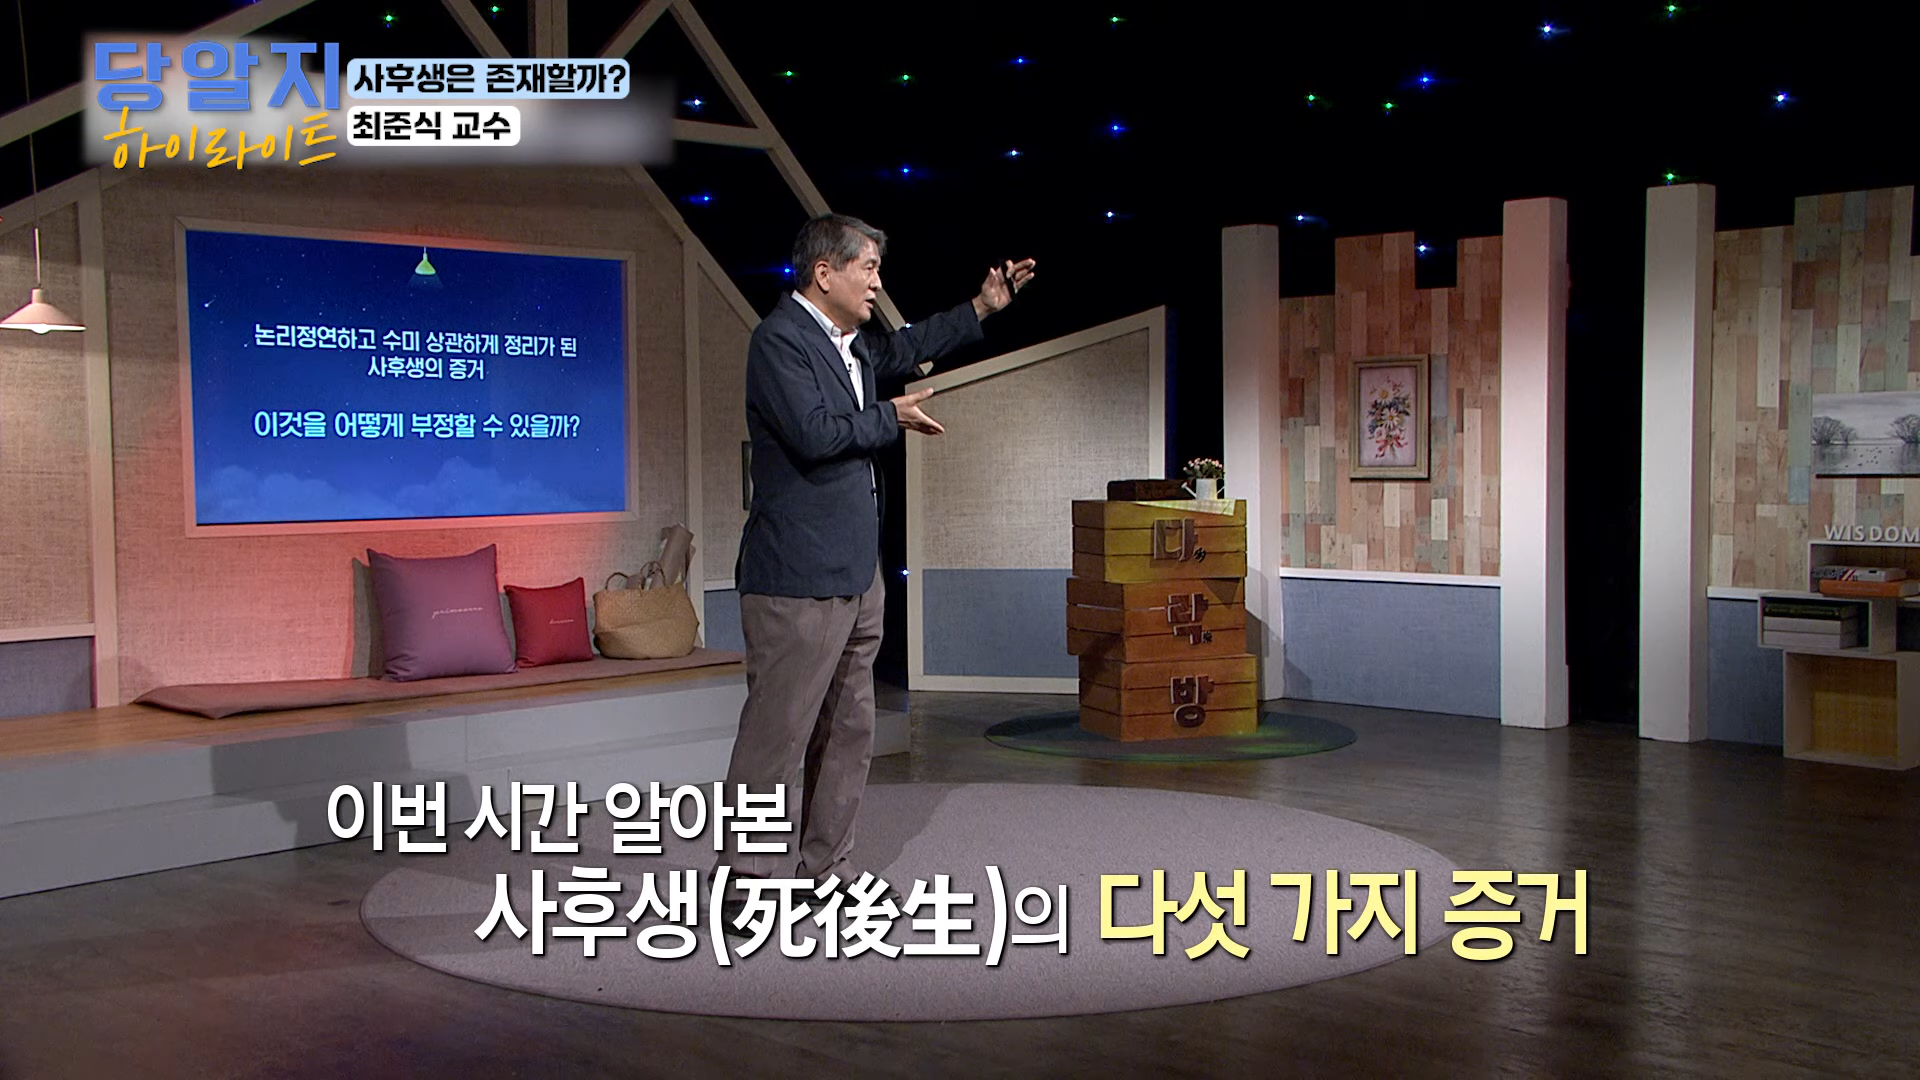 당알지
하이라이트
사후생은 존재할까?
최준식 교수
논리정연하고 수미 상관하게 정리가 된
사후생의 증거
이것을 어떻게 부정할 수 있을까?
다
락
방
WISDOM
이번 시간 알아본
사후생(死後生)의 다섯 가지 증거